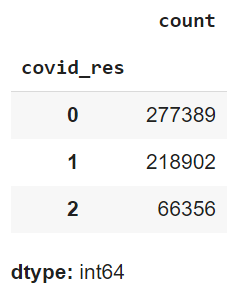 count
covid_res
0 277389
1 218902
2 66356
dtype: int64